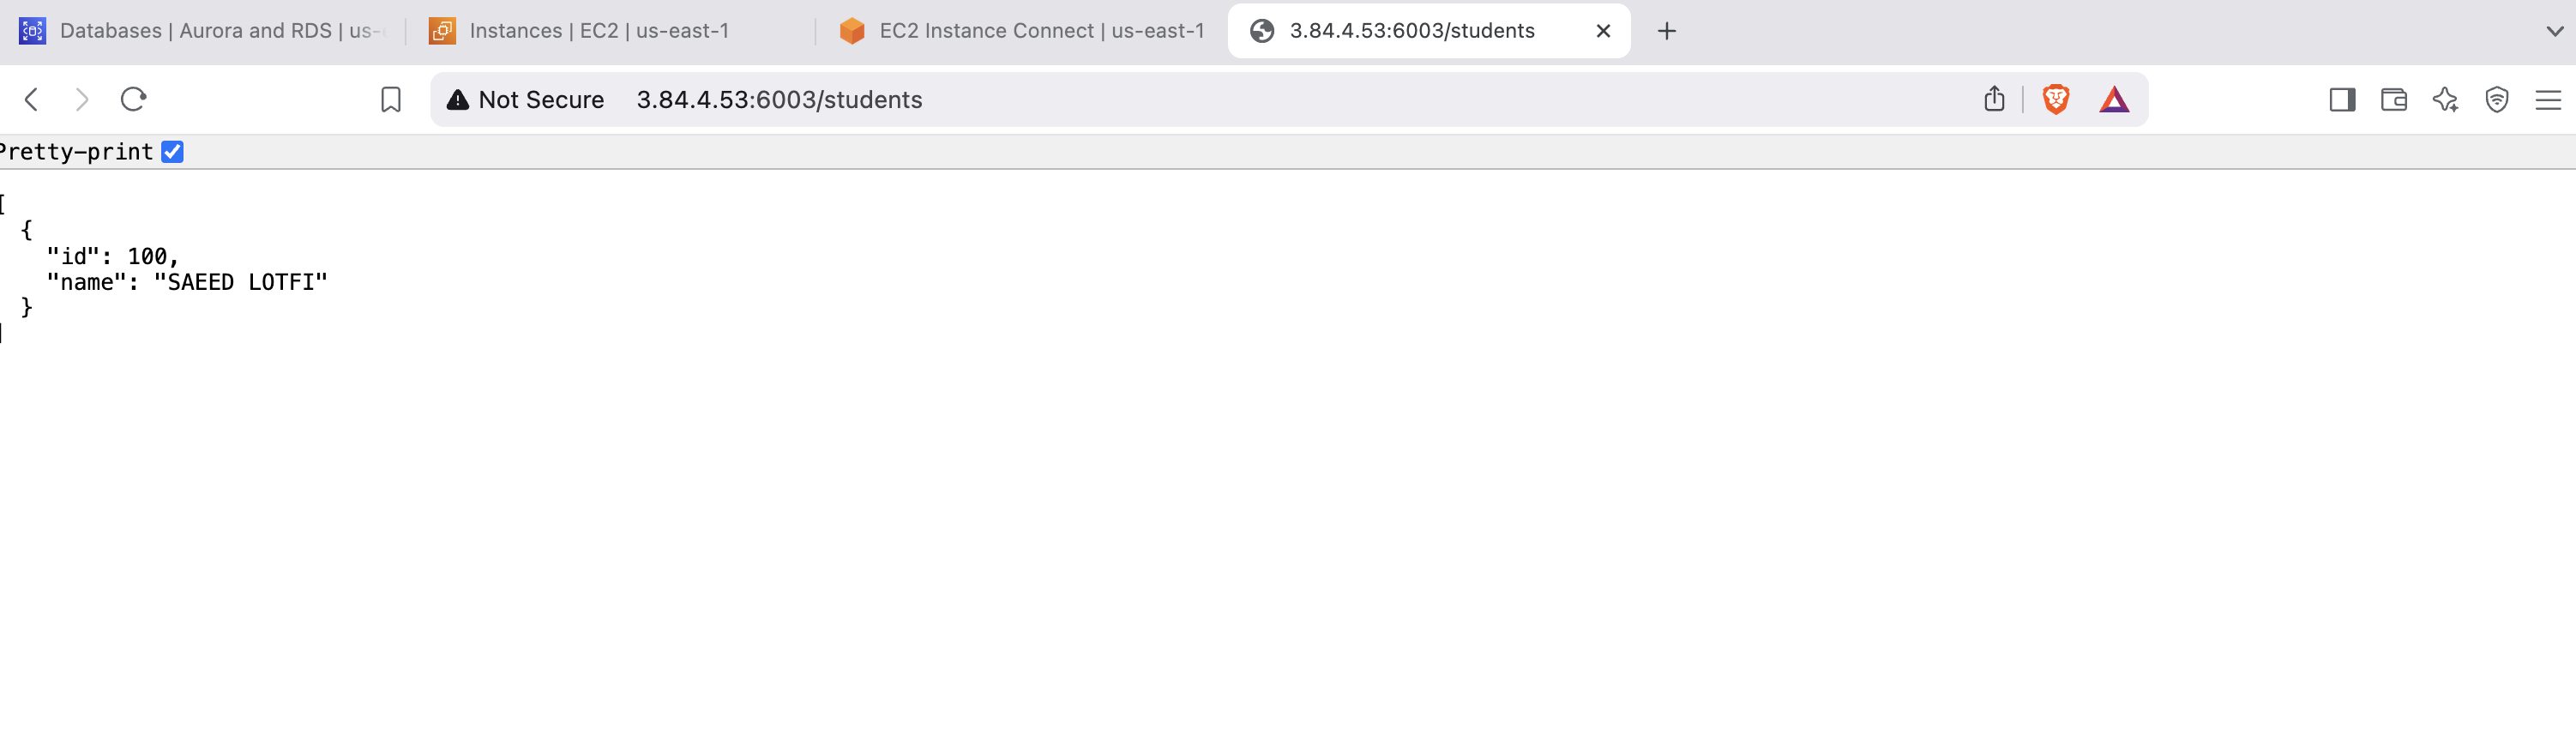 Databases | Aurora and RDS | us-
Instances | EC2 | us-east-1
EC2 Instance Connect | us-east-1
3.84.4.53:6003/students
Not Secure 3.84.4.53:6003/students
Pretty-print
[
{
"id": 100,
"name": "SAEED LOTFI"
}
]